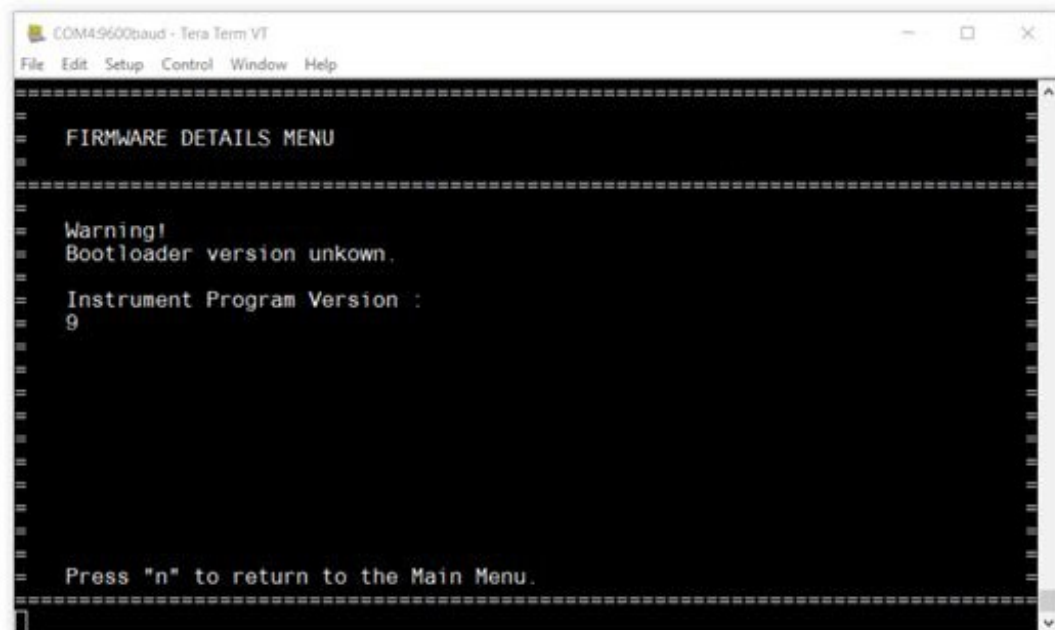 COM4:9600baud - Tera Term VT
File Edit Setup Control Window Help
FIRMWARE DETAILS MENU
Warning!
Bootloader version unkown.
Instrument Program Version :
9
Press "n" to return to the Main Menu.